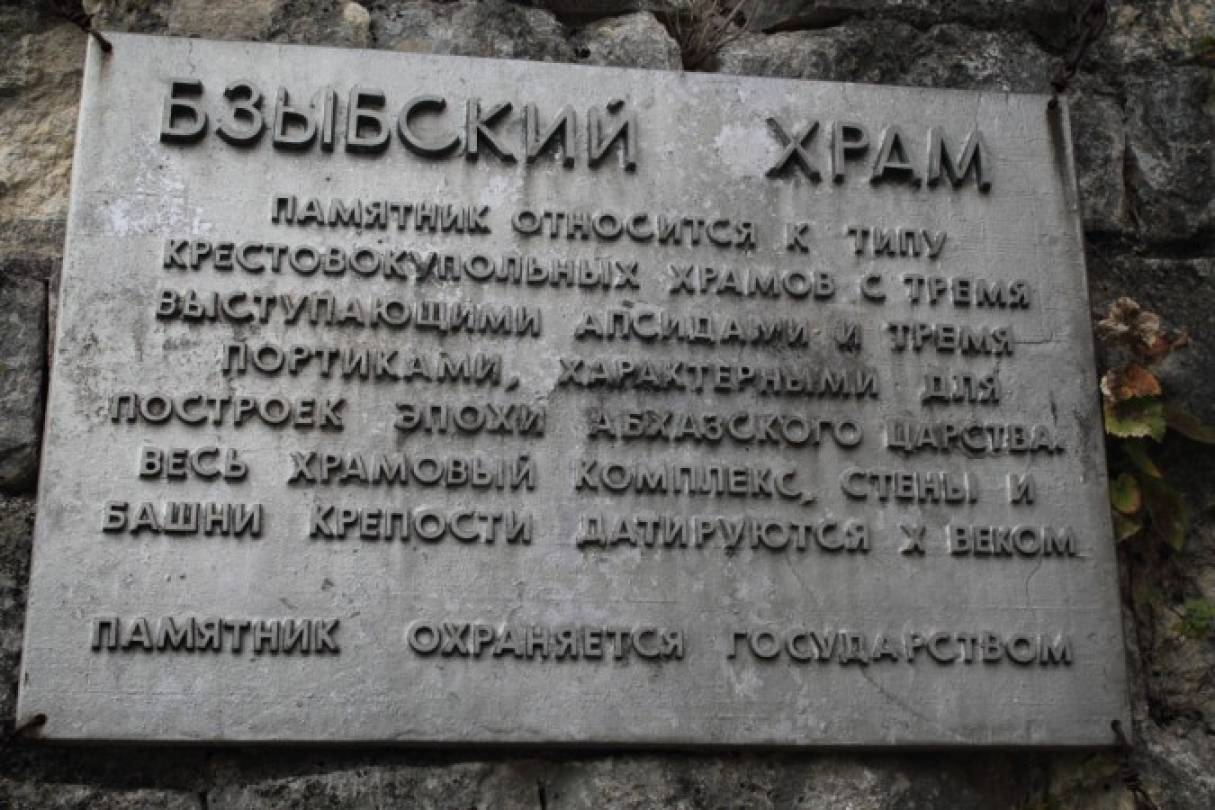 БЗЫБСКИЙ ХРАМ
ПАМЯТНИК ОТНОСИТСЯ К ТИПУ
КРЕСТОВОКУПОЛЬНЫХ ХРАМОВ С ТРЕМЯ
ВЫСТУПАЮЩИМИ АПСИДАМИ И ТРЕМЯ
ПОРТИКАМИ, ХАРАКТЕРНЫМИ ДЛЯ
ПОСТРОЕК ЭПОХИ АБХАЗСКОГО ЦАРСТВА.
ВЕСЬ ХРАМОВЫЙ КОМПЛЕКС, СТЕНЫ И
БАШНИ КРЕПОСТИ ДАТИРУЮТСЯ X ВЕКОМ
ПАМЯТНИК ОХРАНЯЕТСЯ ГОСУДАРСТВОМ